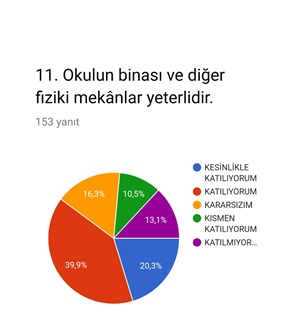 11. Okulun binası ve diğer
fiziki mekânlar yeterlidir.
153 yanıt
KESİNLİKLE
KATILIYORUM
KATILIYORUM
KARARSIZIM
KISMEN
KATILIYORUM
KATILMIYOR...
16,3%
10,5%
13,1%
39,9%
20,3%